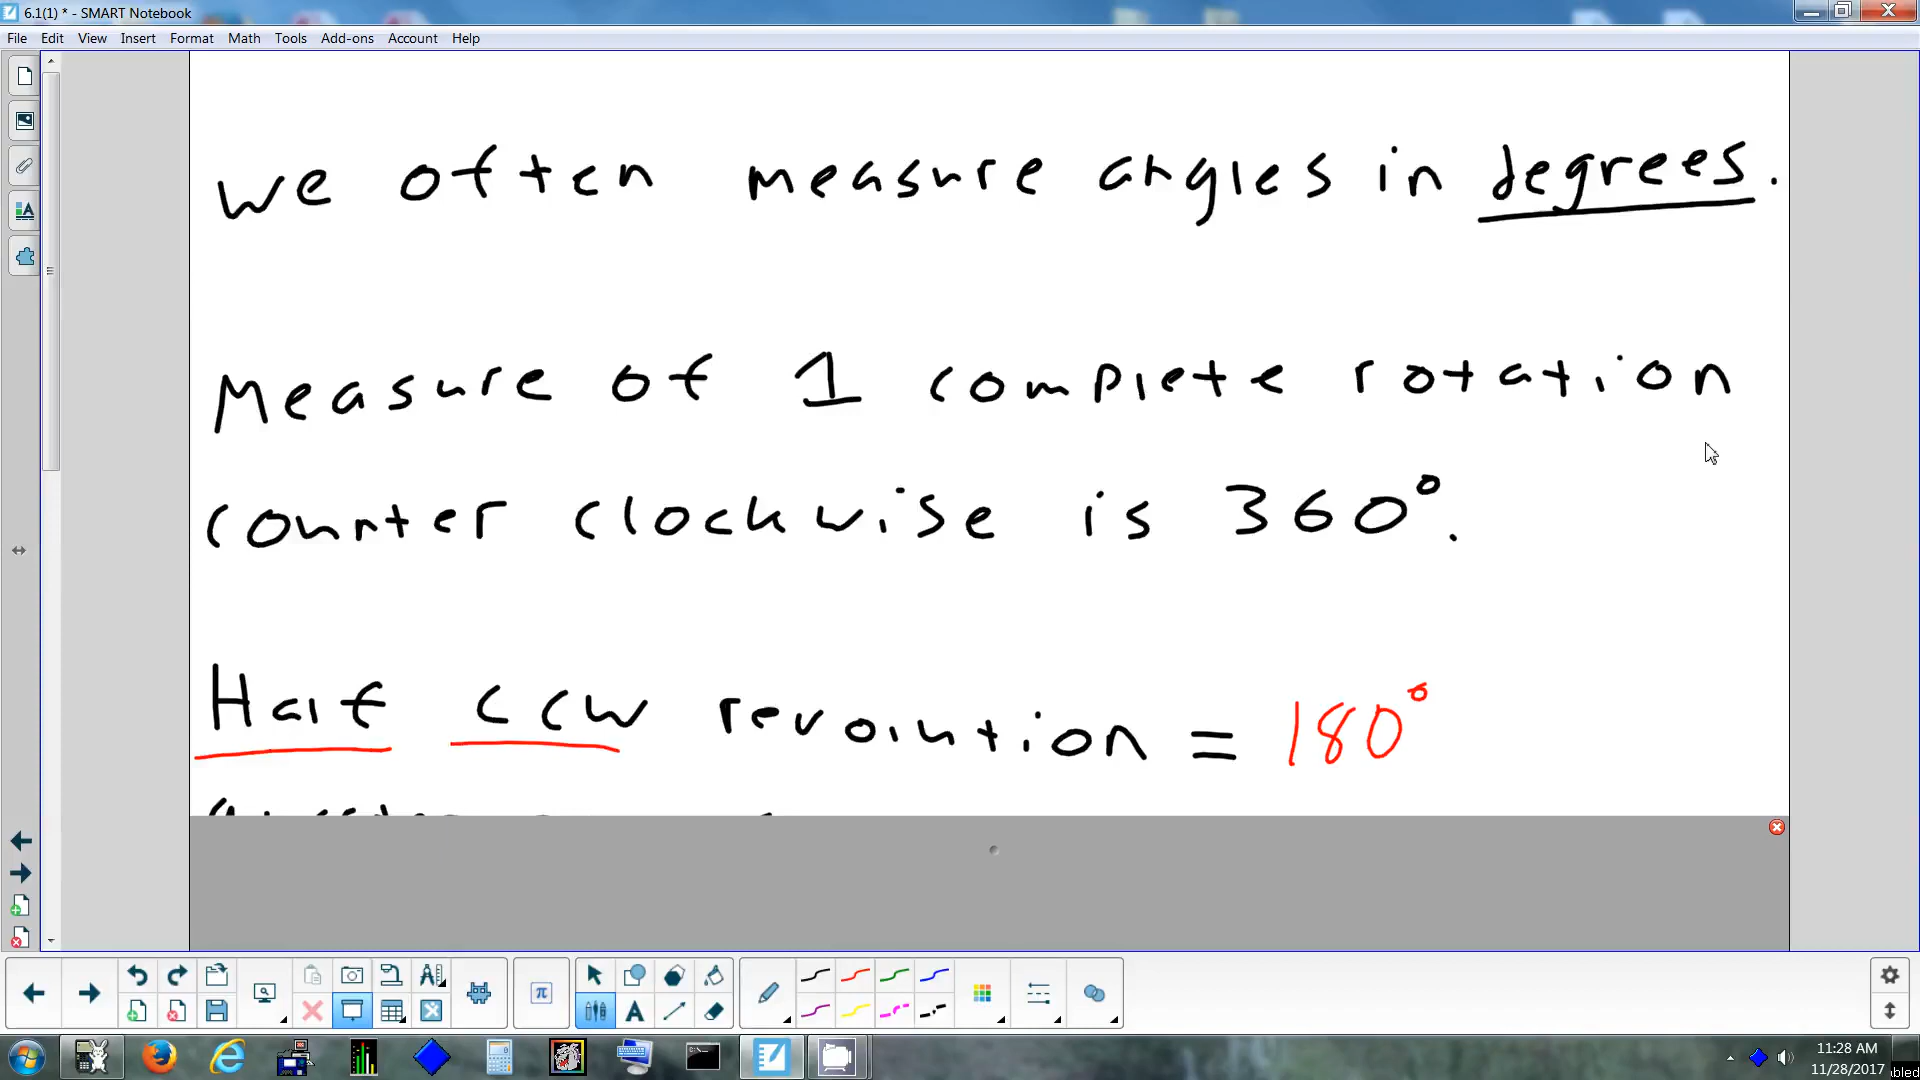 6.1(1) * - SMART Notebook
File Edit View Insert Format Math Tools Add-ons Account Help
we often measure angles in degrees.
Measure of 1 complete rotation
counter clockwise is 360°.
Half CCW revolution = 180°
11:28 AM
11/28/2017
bled